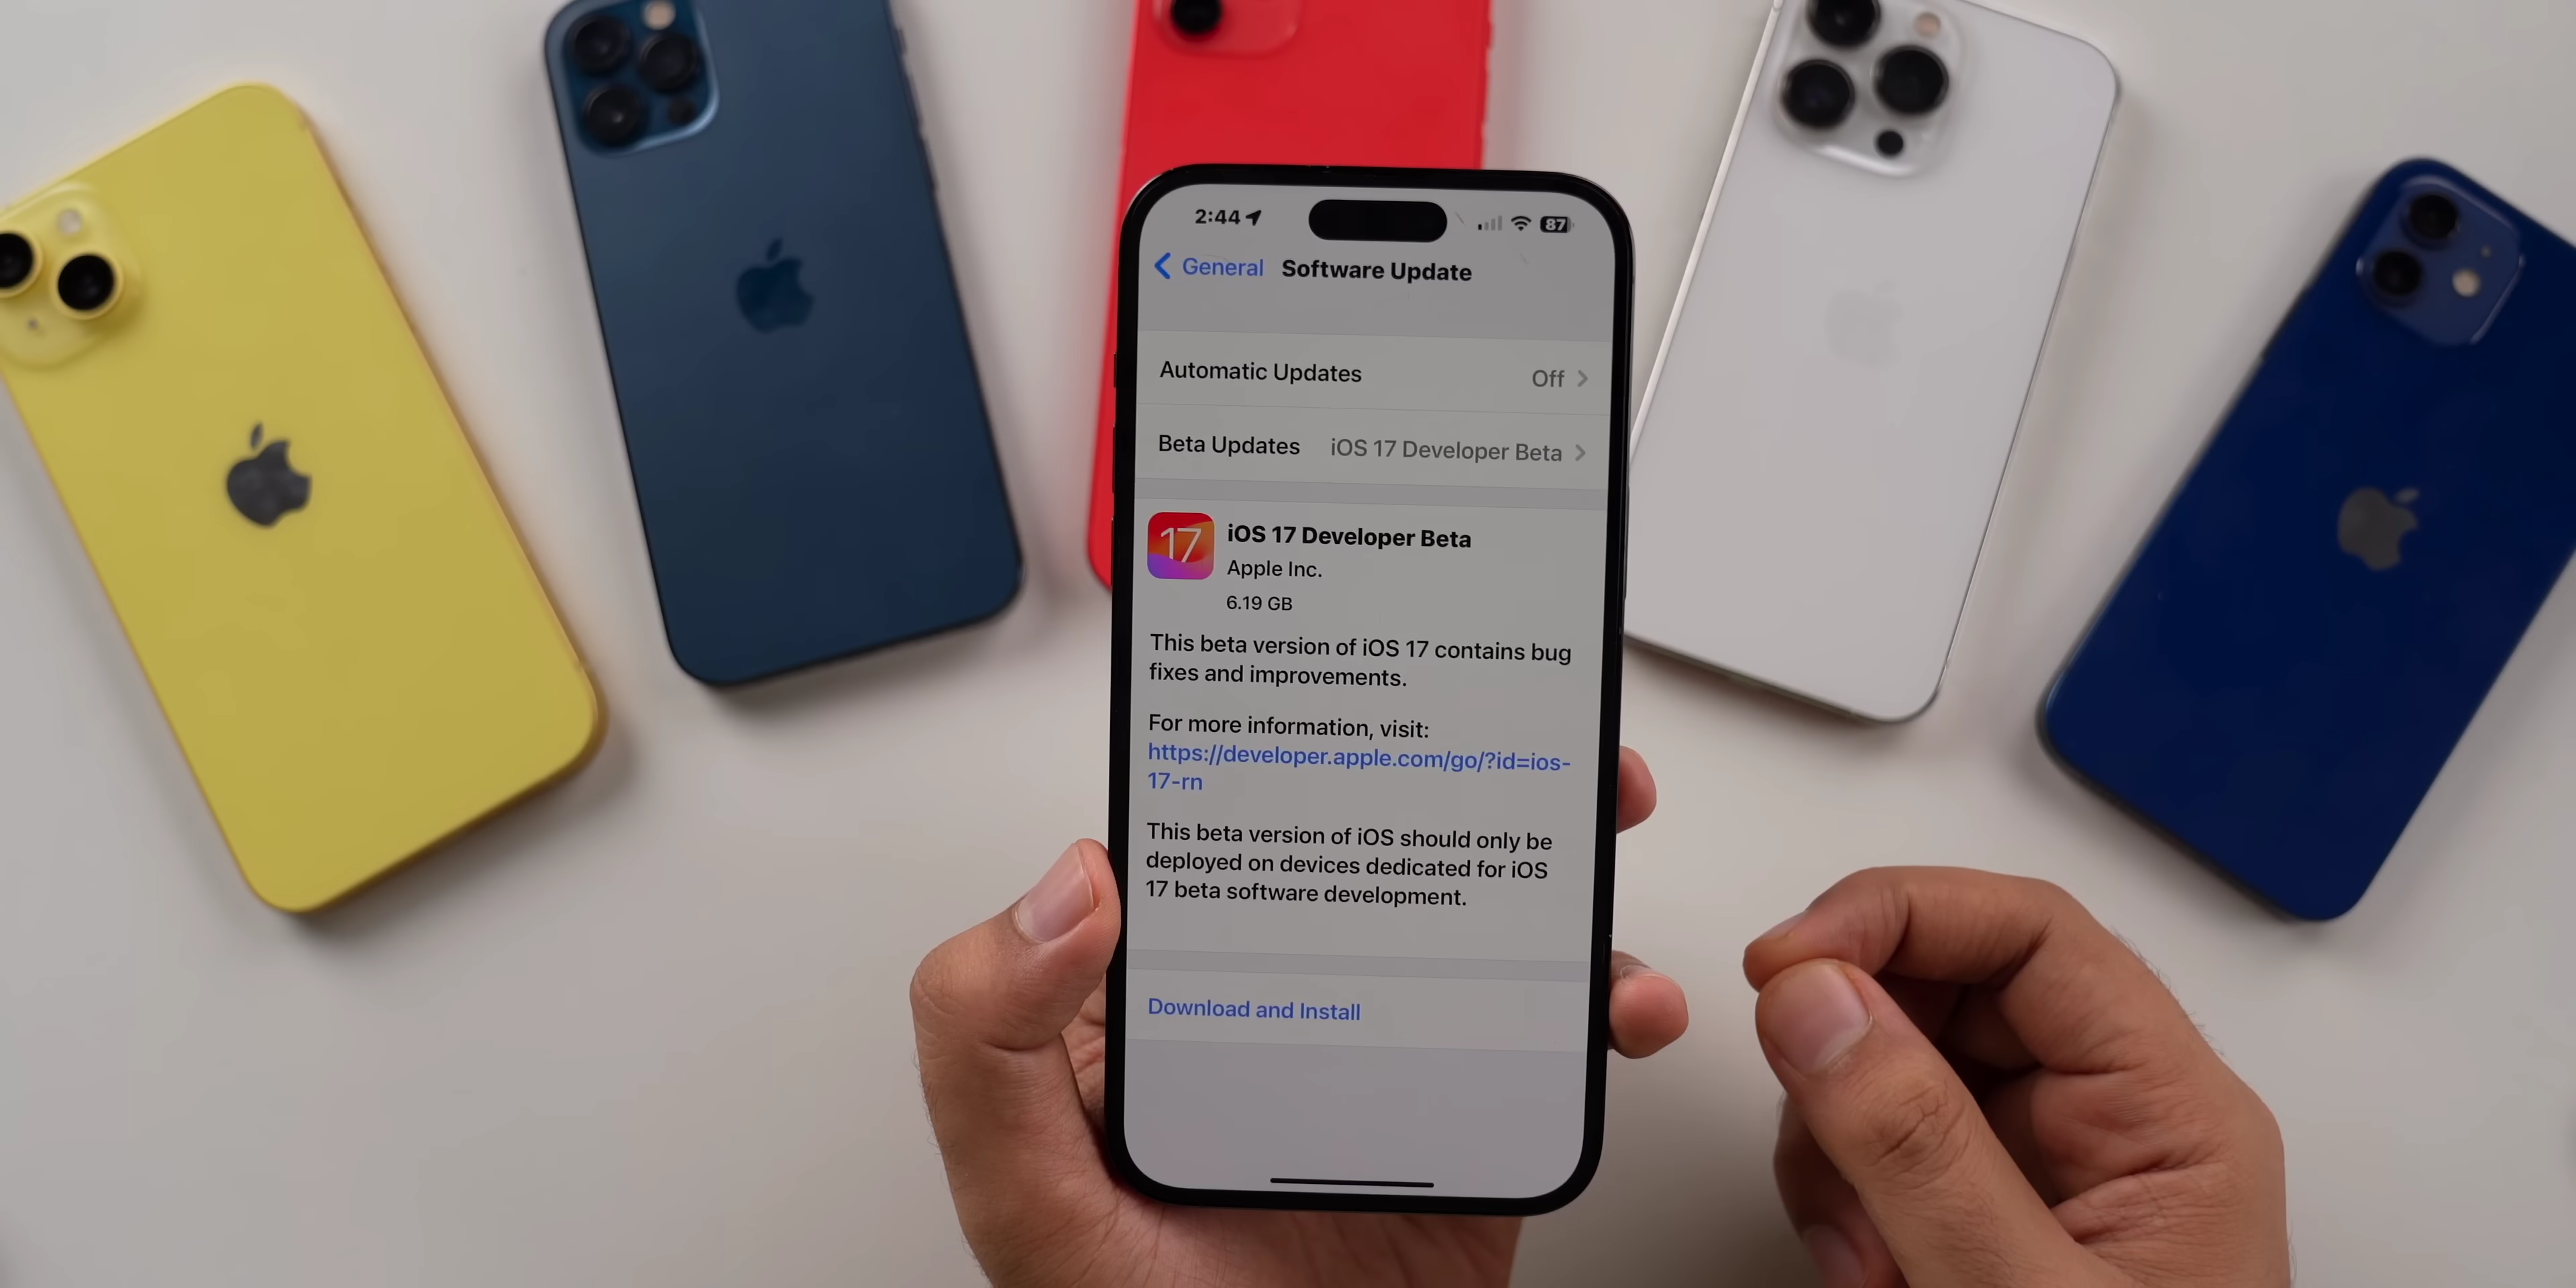 2:44
87
General Software Update
Automatic Updates Off
Beta Updates iOS 17 Developer Beta
17
iOS 17 Developer Beta
Apple Inc.
6.19 GB
This beta version of iOS 17 contains bug
fixes and improvements.
For more information, visit:
https://developer.apple.com/go/?id=ios-
17-rn
This beta version of iOS should only be
deployed on devices dedicated for iOS
17 beta software development.
Download and Install